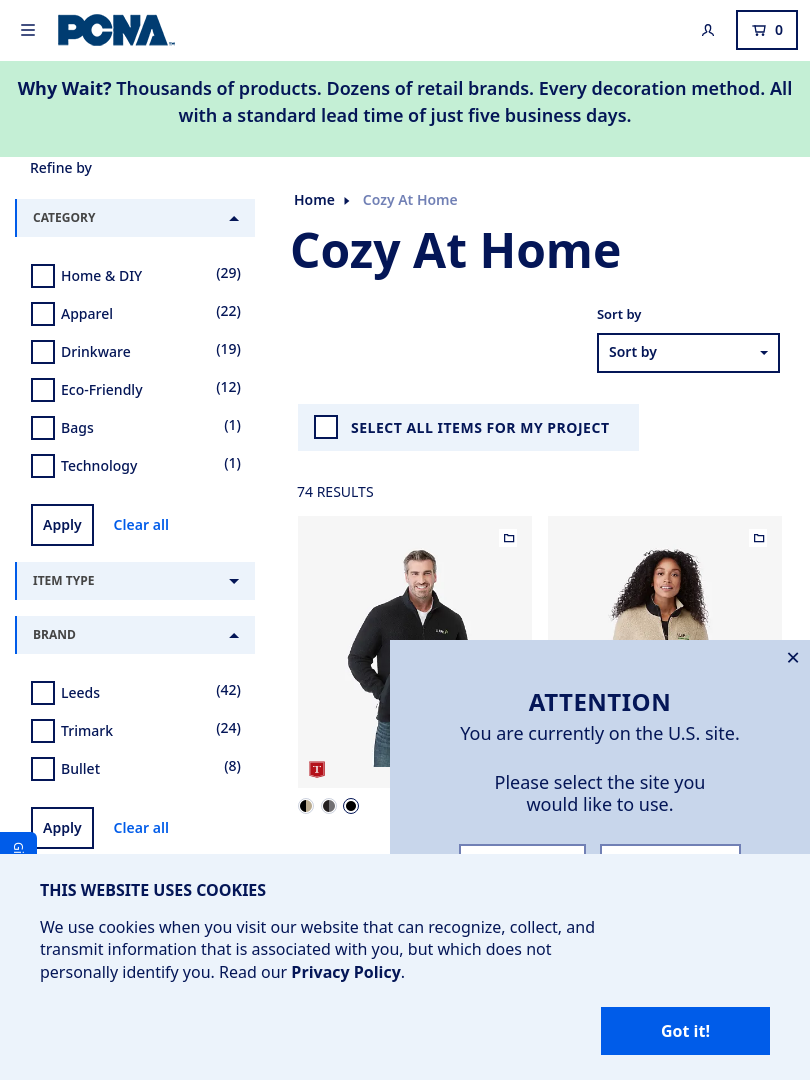 PCNA
0
Why Wait? Thousands of products. Dozens of retail brands. Every decoration method. All
with a standard lead time of just five business days.
Refine by
CATEGORY
Home & DIY (29)
Apparel (22)
Drinkware (19)
Eco-Friendly (12)
Bags (1)
Technology (1)
Apply Clear all
ITEM TYPE
BRAND
Leeds (42)
Trimark (24)
Bullet (8)
Apply Clear all
Home Cozy At Home
Cozy At Home
Sort by
Sort by
SELECT ALL ITEMS FOR MY PROJECT
74 RESULTS
T
ATTENTION
You are currently on the U.S. site.
Please select the site you
would like to use.
THIS WEBSITE USES COOKIES
We use cookies when you visit our website that can recognize, collect, and
transmit information that is associated with you, but which does not
personally identify you. Read our Privacy Policy.
Got it!